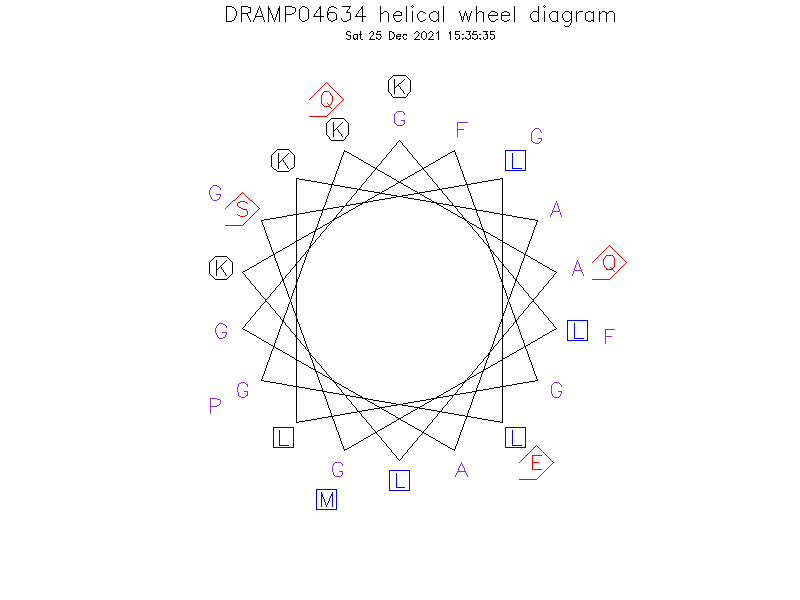 DRAMP04634 helical wheel diagram
Sat 25 Dec 2021 15:35:35
K
Q
G
K F
G
K L
G
S A
K A Q
G L F
G G
P
L L
E
G L A
M